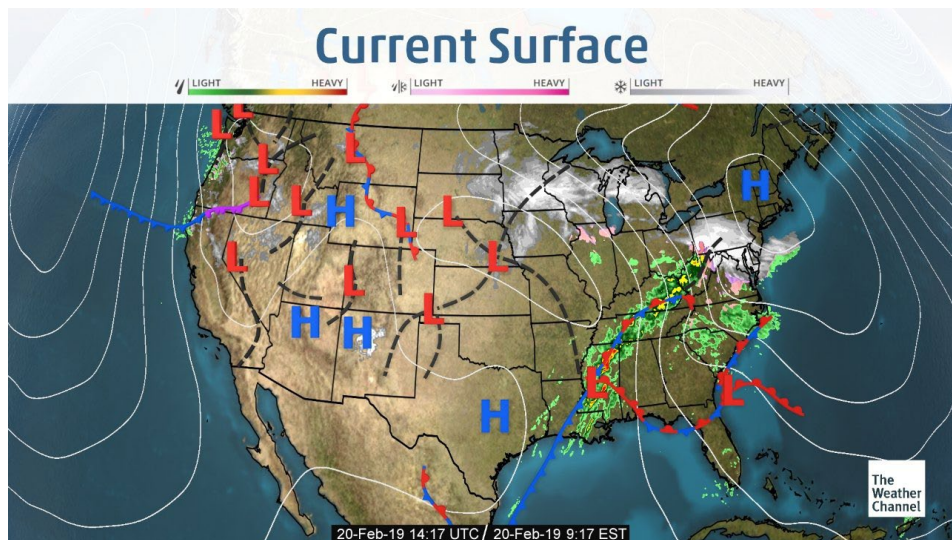 Current Surface
LIGHT HEAVY LIGHT HEAVY LIGHT HEAVY
L
L
L
L
L L
H
H
L
L
L
L
L
L
H
H
L
L
L
H
The
Weather
Channel
20-Feb-19 14:17 UTC / 20-Feb-19 9:17 EST